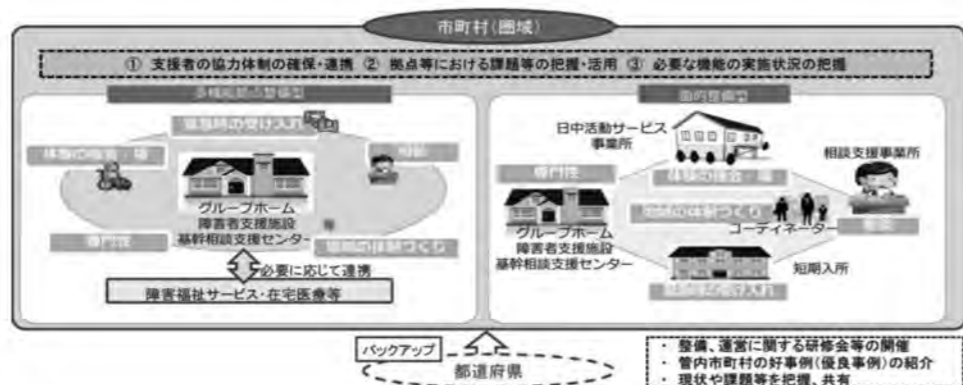 市町村(圏域)
① 支援者の協力体制の確保・連携 ② 拠点等における課題等の把握・活用 ③ 必要な機能の実施状況の把握
多機能拠点整備型
緊急時の受け入れ
体験の機会・場
相談
グループホーム
障害者支援施設
基幹相談支援センター
等
専門性
地域の体制づくり
必要に応じて連携
障害福祉サービス・在宅医療等
面的整備型
日中活動サービス
事業所
体験の機会・場
相談支援事業所
相談
専門性
グループホーム
障害者支援施設
基幹相談支援センター
地域の体制づくり
コーディネーター
短期入所
緊急時の受け入れ
バックアップ
都道府県
・ 整備、運営に関する研修会等の開催
・ 管内市町村の好事例(優良事例)の紹介
・ 現状や課題等を把握、共有